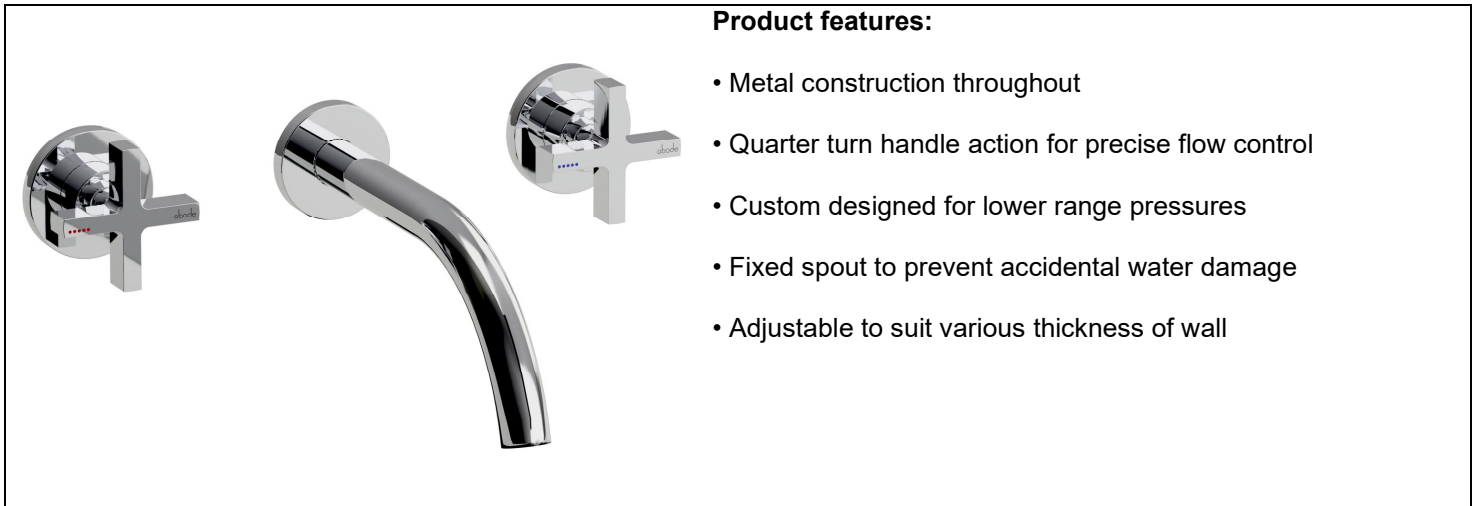 Product features:
• Metal construction throughout
• Quarter turn handle action for precise flow control
• Custom designed for lower range pressures
• Fixed spout to prevent accidental water damage
• Adjustable to suit various thickness of wall
abode
abode